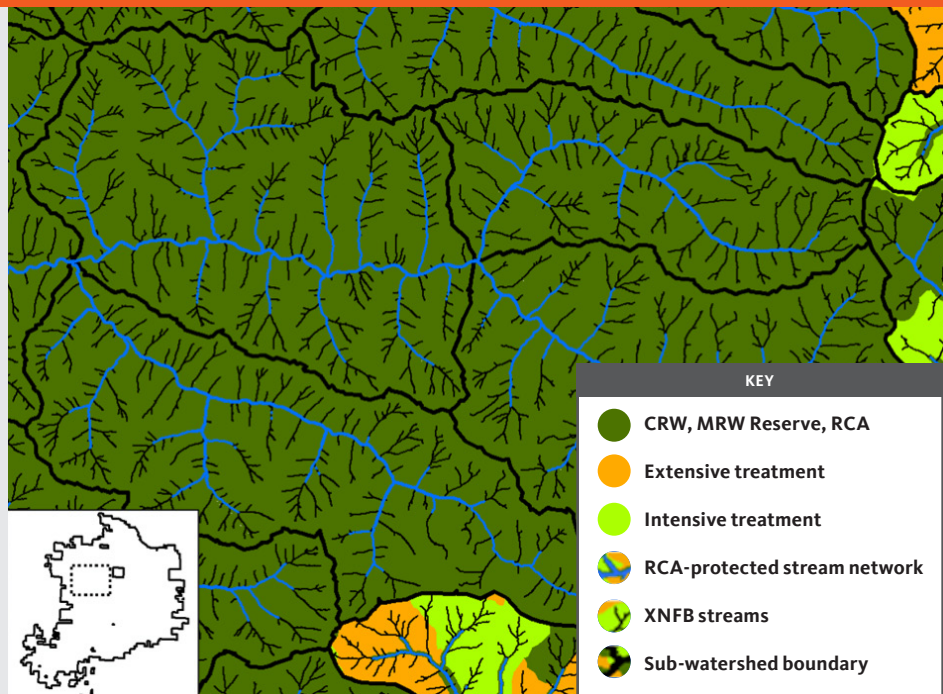 KEY
CRW, MRW Reserve, RCA
Extensive treatment
Intensive treatment
RCA-protected stream network
XNFB streams
Sub-watershed boundary